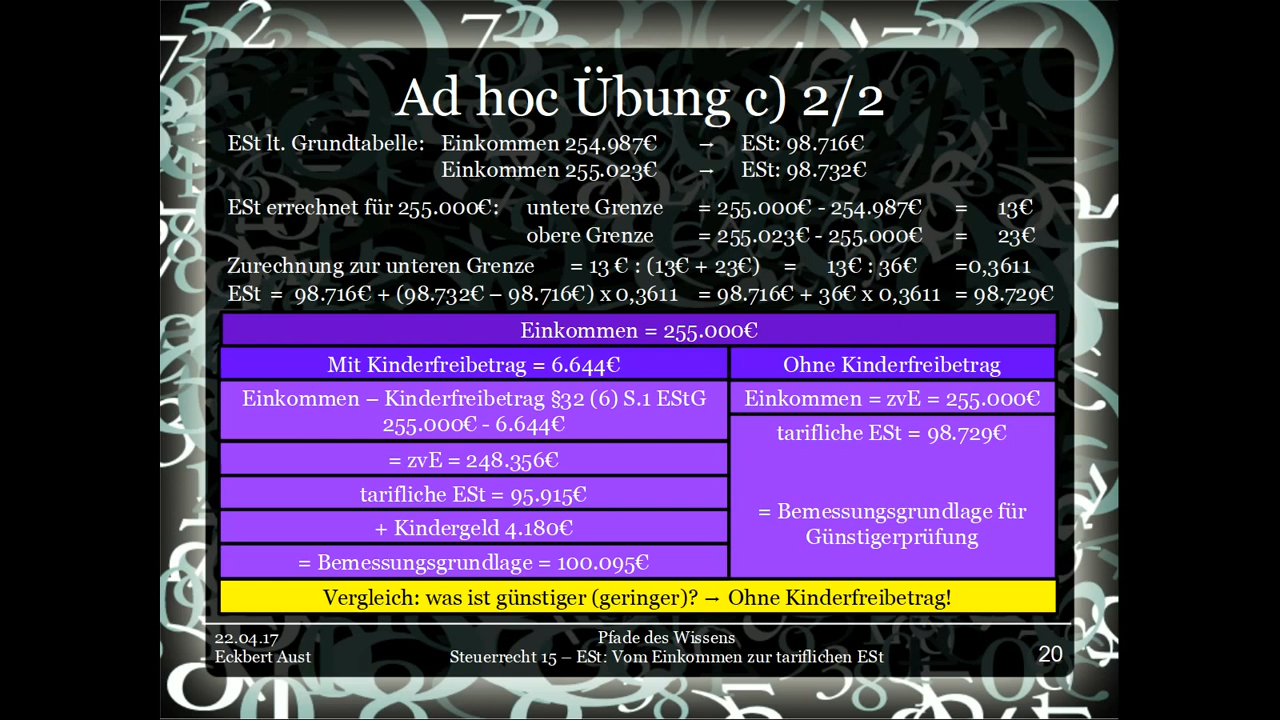 Ad hoc Übung c) 2/2
ESt lt. Grundtabelle: Einkommen 254.987€ → ESt: 98.716€
Einkommen 255.023€ → ESt: 98.732€
ESt errechnet für 255.000€: untere Grenze = 255.000€ - 254.987€ = 13€
obere Grenze = 255.023€ - 255.000€ = 23€
Zurechnung zur unteren Grenze = 13 € : (13€ + 23€) = 13€ : 36€ =0,3611
ESt = 98.716€ + (98.732€ – 98.716€) x 0,3611 = 98.716€ + 36€ x 0,3611 = 98.729€
Einkommen = 255.000€
Mit Kinderfreibetrag = 6.644€
Einkommen – Kinderfreibetrag §32 (6) S.1 EStG
255.000€ - 6.644€
= zvE = 248.356€
tarifliche ESt = 95.915€
+ Kindergeld 4.180€
= Bemessungsgrundlage = 100.095€
Ohne Kinderfreibetrag
Einkommen = zvE = 255.000€
tarifliche ESt = 98.729€
= Bemessungsgrundlage für
Günstigerprüfung
Vergleich: was ist günstiger (geringer)? → Ohne Kinderfreibetrag!
22.04.17
Eckbert Aust
Pfade des Wissens
Steuerrecht 15 – ESt: Vom Einkommen zur tariflichen ESt
20